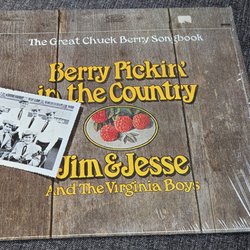 The Great Chuck Berry Songbook
Berry Pickin'
in the Country
Jim & Jesse
And The Virginia Boys